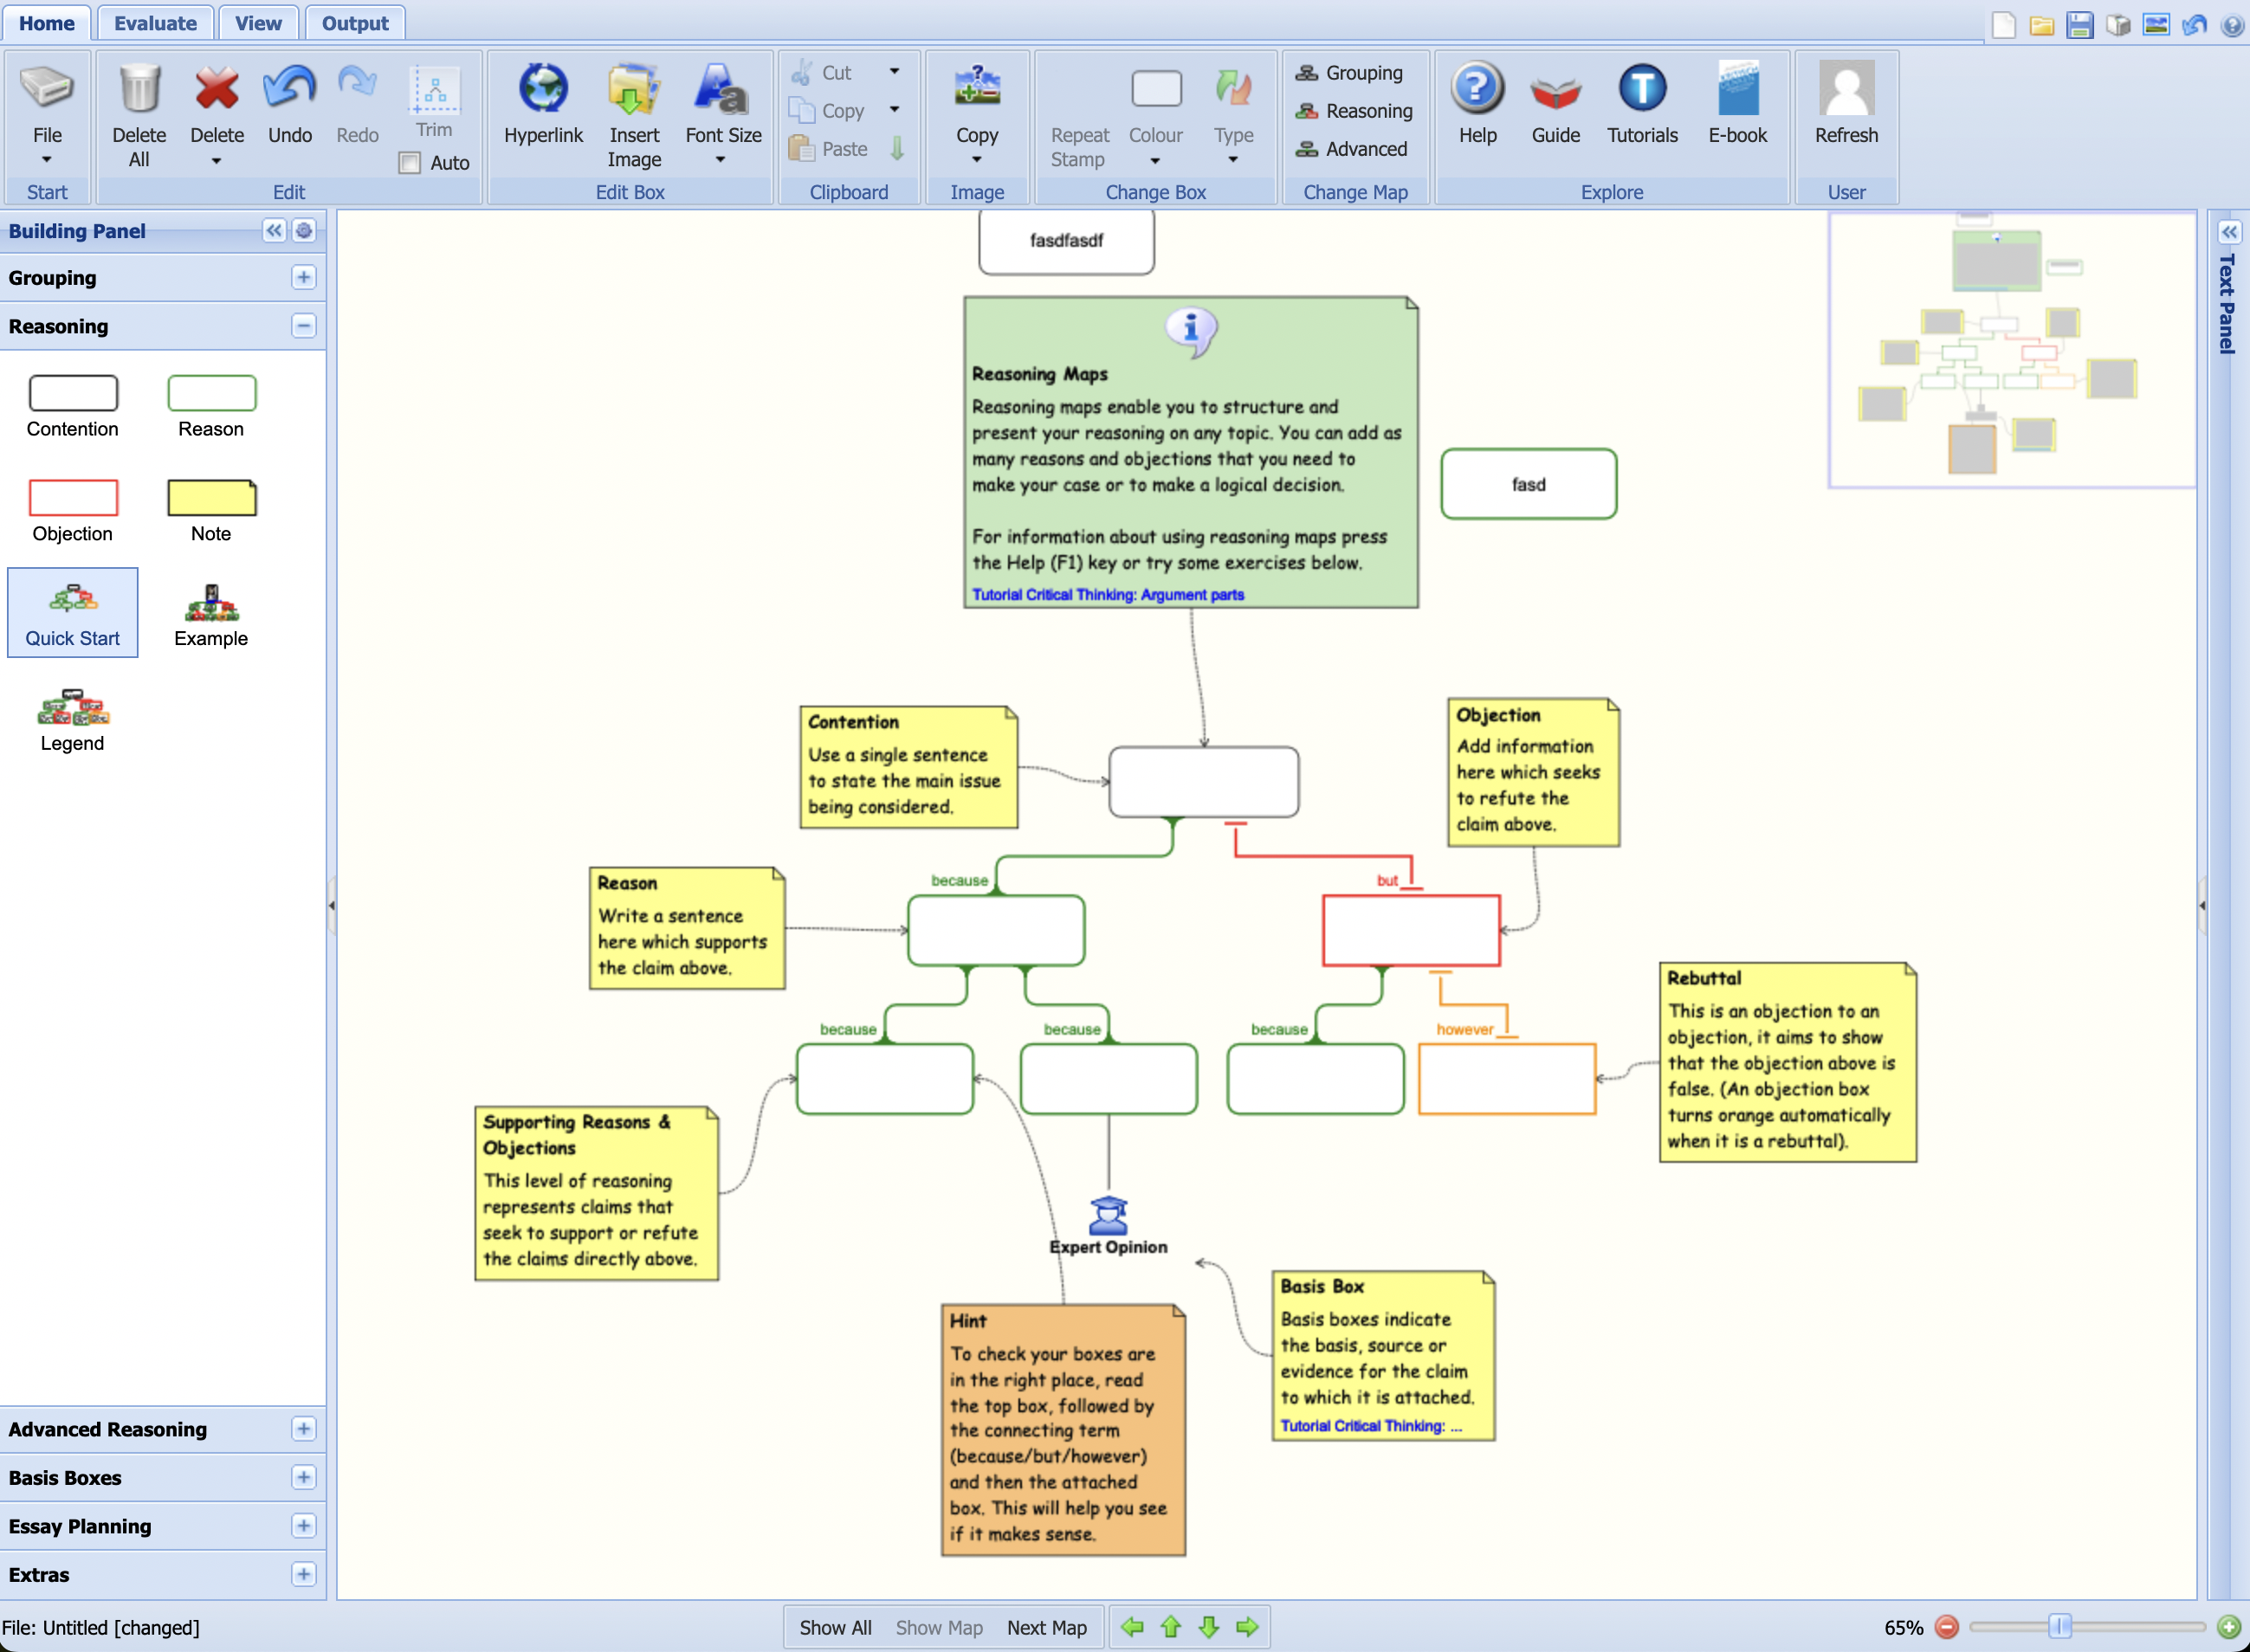 Home Evaluate View Output
File
Start
Delete All
Delete
Undo
Redo
Trim
Auto
Edit
Hyperlink
Insert Image
Font Size
Edit Box
Cut
Copy
Paste
Clipboard
Copy
Image
Repeat Stamp
Colour
Type
Change Box
Grouping
Reasoning
Advanced
Change Map
Help
Guide
Tutorials
E-book
Explore
Refresh
User
Building Panel
Grouping
Reasoning
Contention
Reason
Objection
Note
Quick Start
Example
Legend
Advanced Reasoning
Basis Boxes
Essay Planning
Extras
fasdfasdf
Reasoning Maps
Reasoning maps enable you to structure and
present your reasoning on any topic. You can add as
many reasons and objections that you need to
make your case or to make a logical decision.
For information about using reasoning maps press
the Help (F1) key or try some exercises below.
Tutorial Critical Thinking: Argument parts
fasd
Contention
Use a single sentence
to state the main issue
being considered.
Objection
Add information
here which seeks
to refute the
claim above.
because
but
Reason
Write a sentence
here which supports
the claim above.
because
because
because
however
Rebuttal
This is an objection to an
objection, it aims to show
that the objection above is
false. (An objection box
turns orange automatically
when it is a rebuttal).
Supporting Reasons &
Objections
This level of reasoning
represents claims that
seek to support or refute
the claims directly above.
Expert Opinion
Basis Box
Basis boxes indicate
the basis, source or
evidence for the claim
to which it is attached.
Tutorial Critical Thinking: ...
Hint
To check your boxes are
in the right place, read
the top box, followed by
the connecting term
(because/but/however)
and then the attached
box. This will help you see
if it makes sense.
Text Panel
File: Untitled [changed]
Show All Show Map Next Map
65%